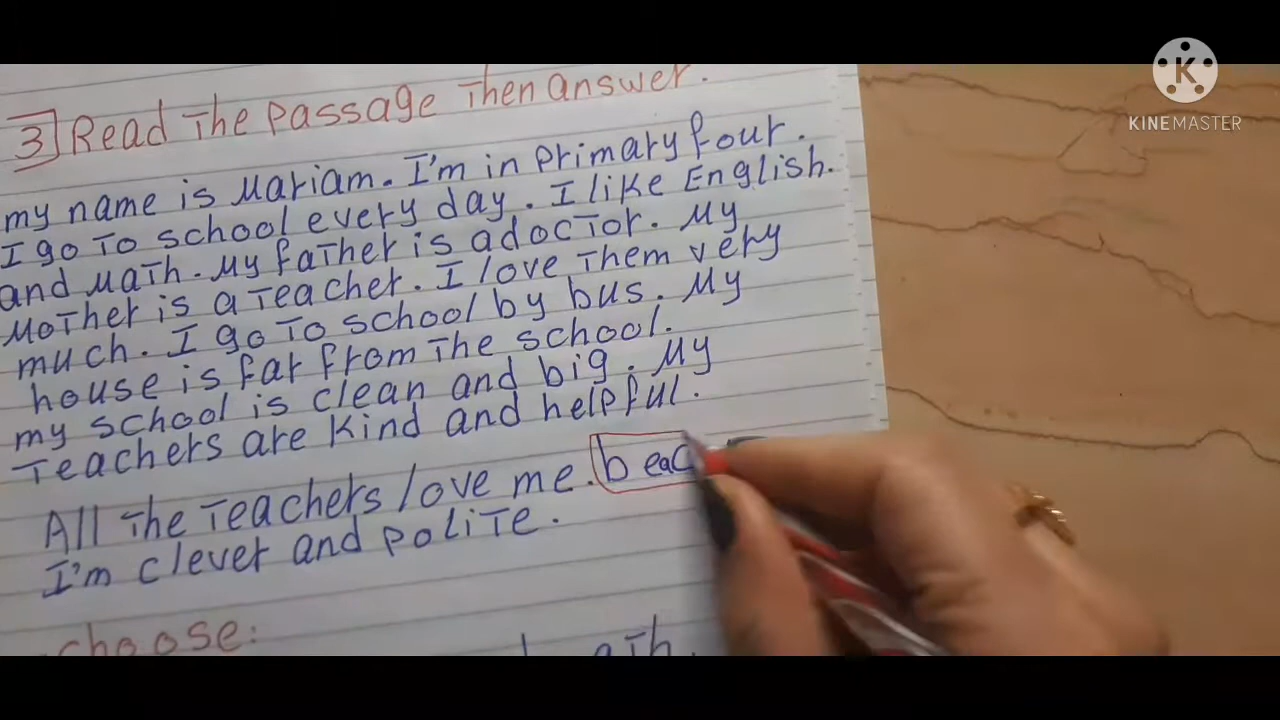 3 Read The Passage Then answer.
my name is Mariam. I'm in primary four.
I go To school every day. I like English.
and Math. My father is a doctor. My
Mother is a Teacher. I love Them very
much. I go To school by bus. My
house is far from The school.
my school is clean and big. My
Teachers are kind and helpful.
All The Teachers love me.
I'm clever and polite.
choose:
K
KINEMASTER